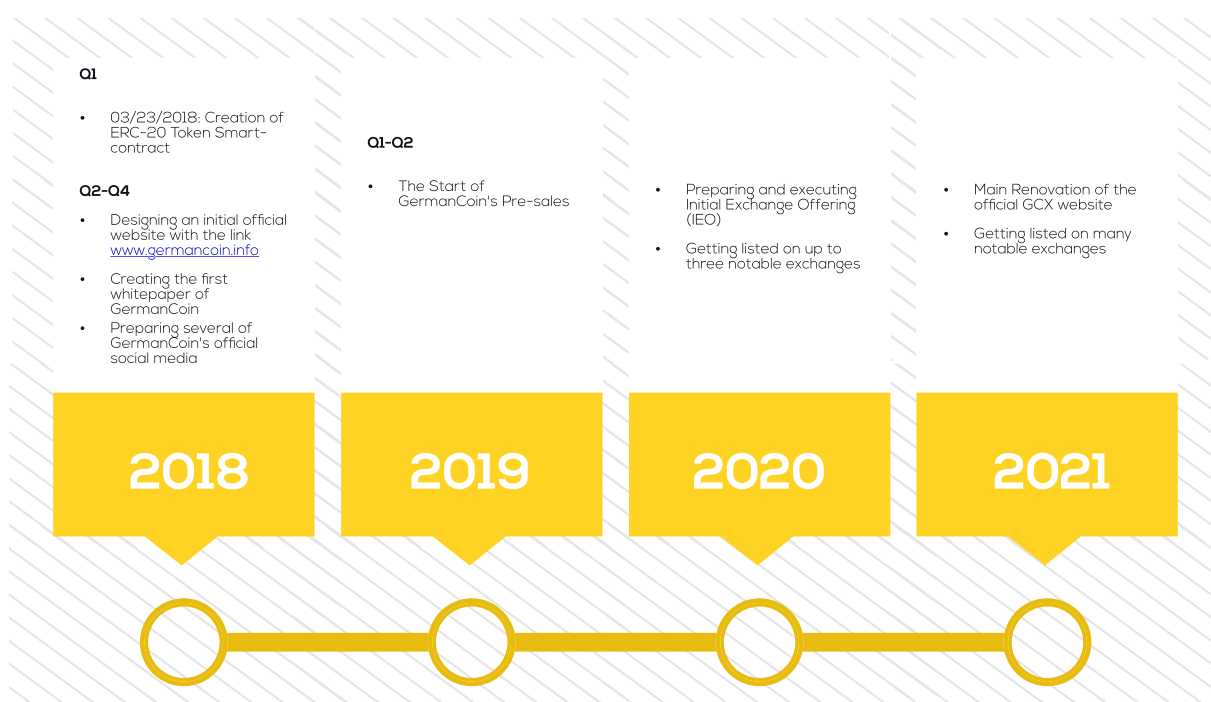 Q1
• 03/23/2018: Creation of
ERC-20 Token Smart-
contract
Q2-Q4
• Designing an initial official
website with the link
www.germancoin.info
• Creating the first
whitepaper of
GermanCoin
• Preparing several of
GermanCoin's official
social media
2018
Q1-Q2
• The Start of
GermanCoin's Pre-sales
2019
• Preparing and executing
Initial Exchange Offering
(IEO)
• Getting listed on up to
three notable exchanges
2020
• Main Renovation of the
official GCX website
• Getting listed on many
notable exchanges
2021